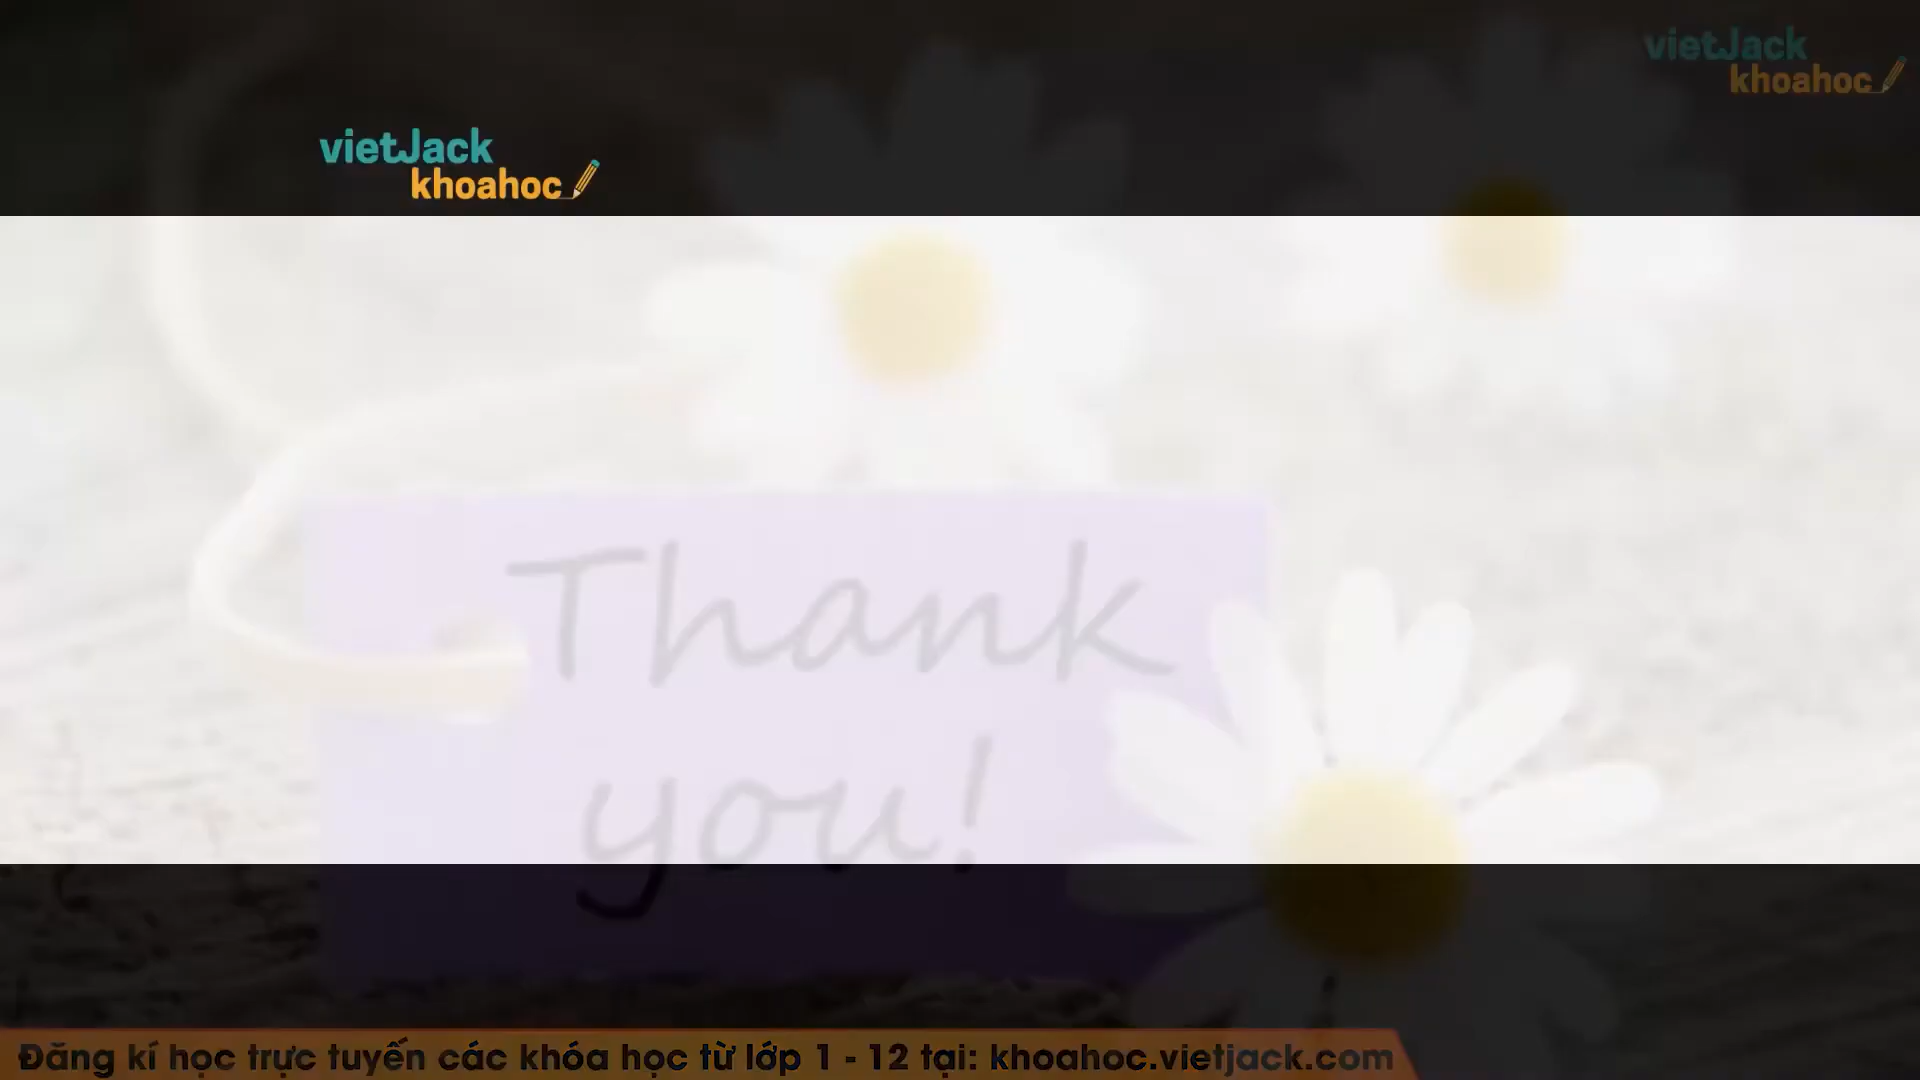 vietJack
khoahoc
vietJack
khoahoc
Thank
you!
Đăng kí học trực tuyến các khóa học từ lớp 1 - 12 tại: khoahoc.vietjack.com